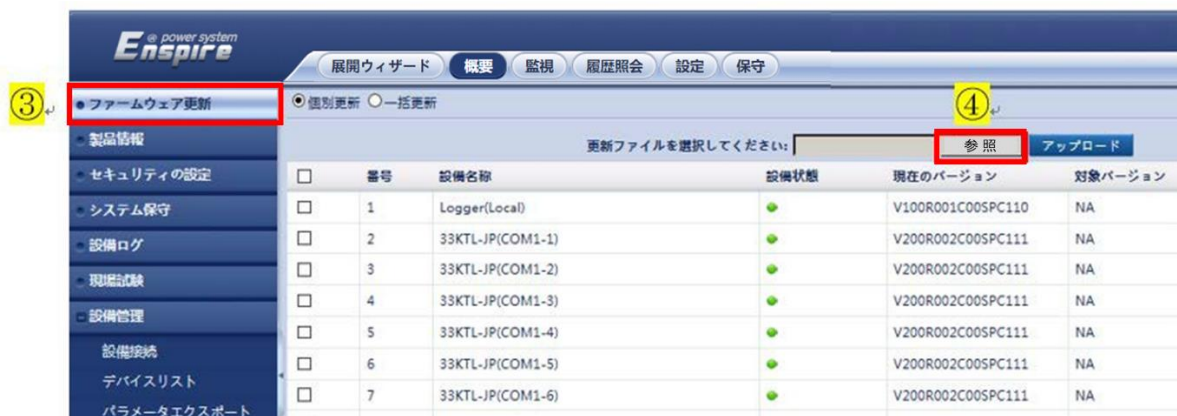 @ power system
Enspire
展開ウィザード 概要 監視 履歴照会 設定 保守
③ ファームウェア更新
個別更新 一括更新
④
製品情報
更新ファイルを選択してください: 参照 アップロード
セキュリティの設定
番号 設備名称 設備状態 現在のバージョン 対象バージョン
システム保守
1 Logger(Local) V100R001C00SPC110 NA
設備ログ
2 33KTL-JP(COM1-1) V200R002C00SPC111 NA
現場試験
3 33KTL-JP(COM1-2) V200R002C00SPC111 NA
設備管理
4 33KTL-JP(COM1-3) V200R002C00SPC111 NA
5 33KTL-JP(COM1-4) V200R002C00SPC111 NA
設備接続
6 33KTL-JP(COM1-5) V200R002C00SPC111 NA
デバイスリスト
7 33KTL-JP(COM1-6) V200R002C00SPC111 NA
パラメータエクスポート